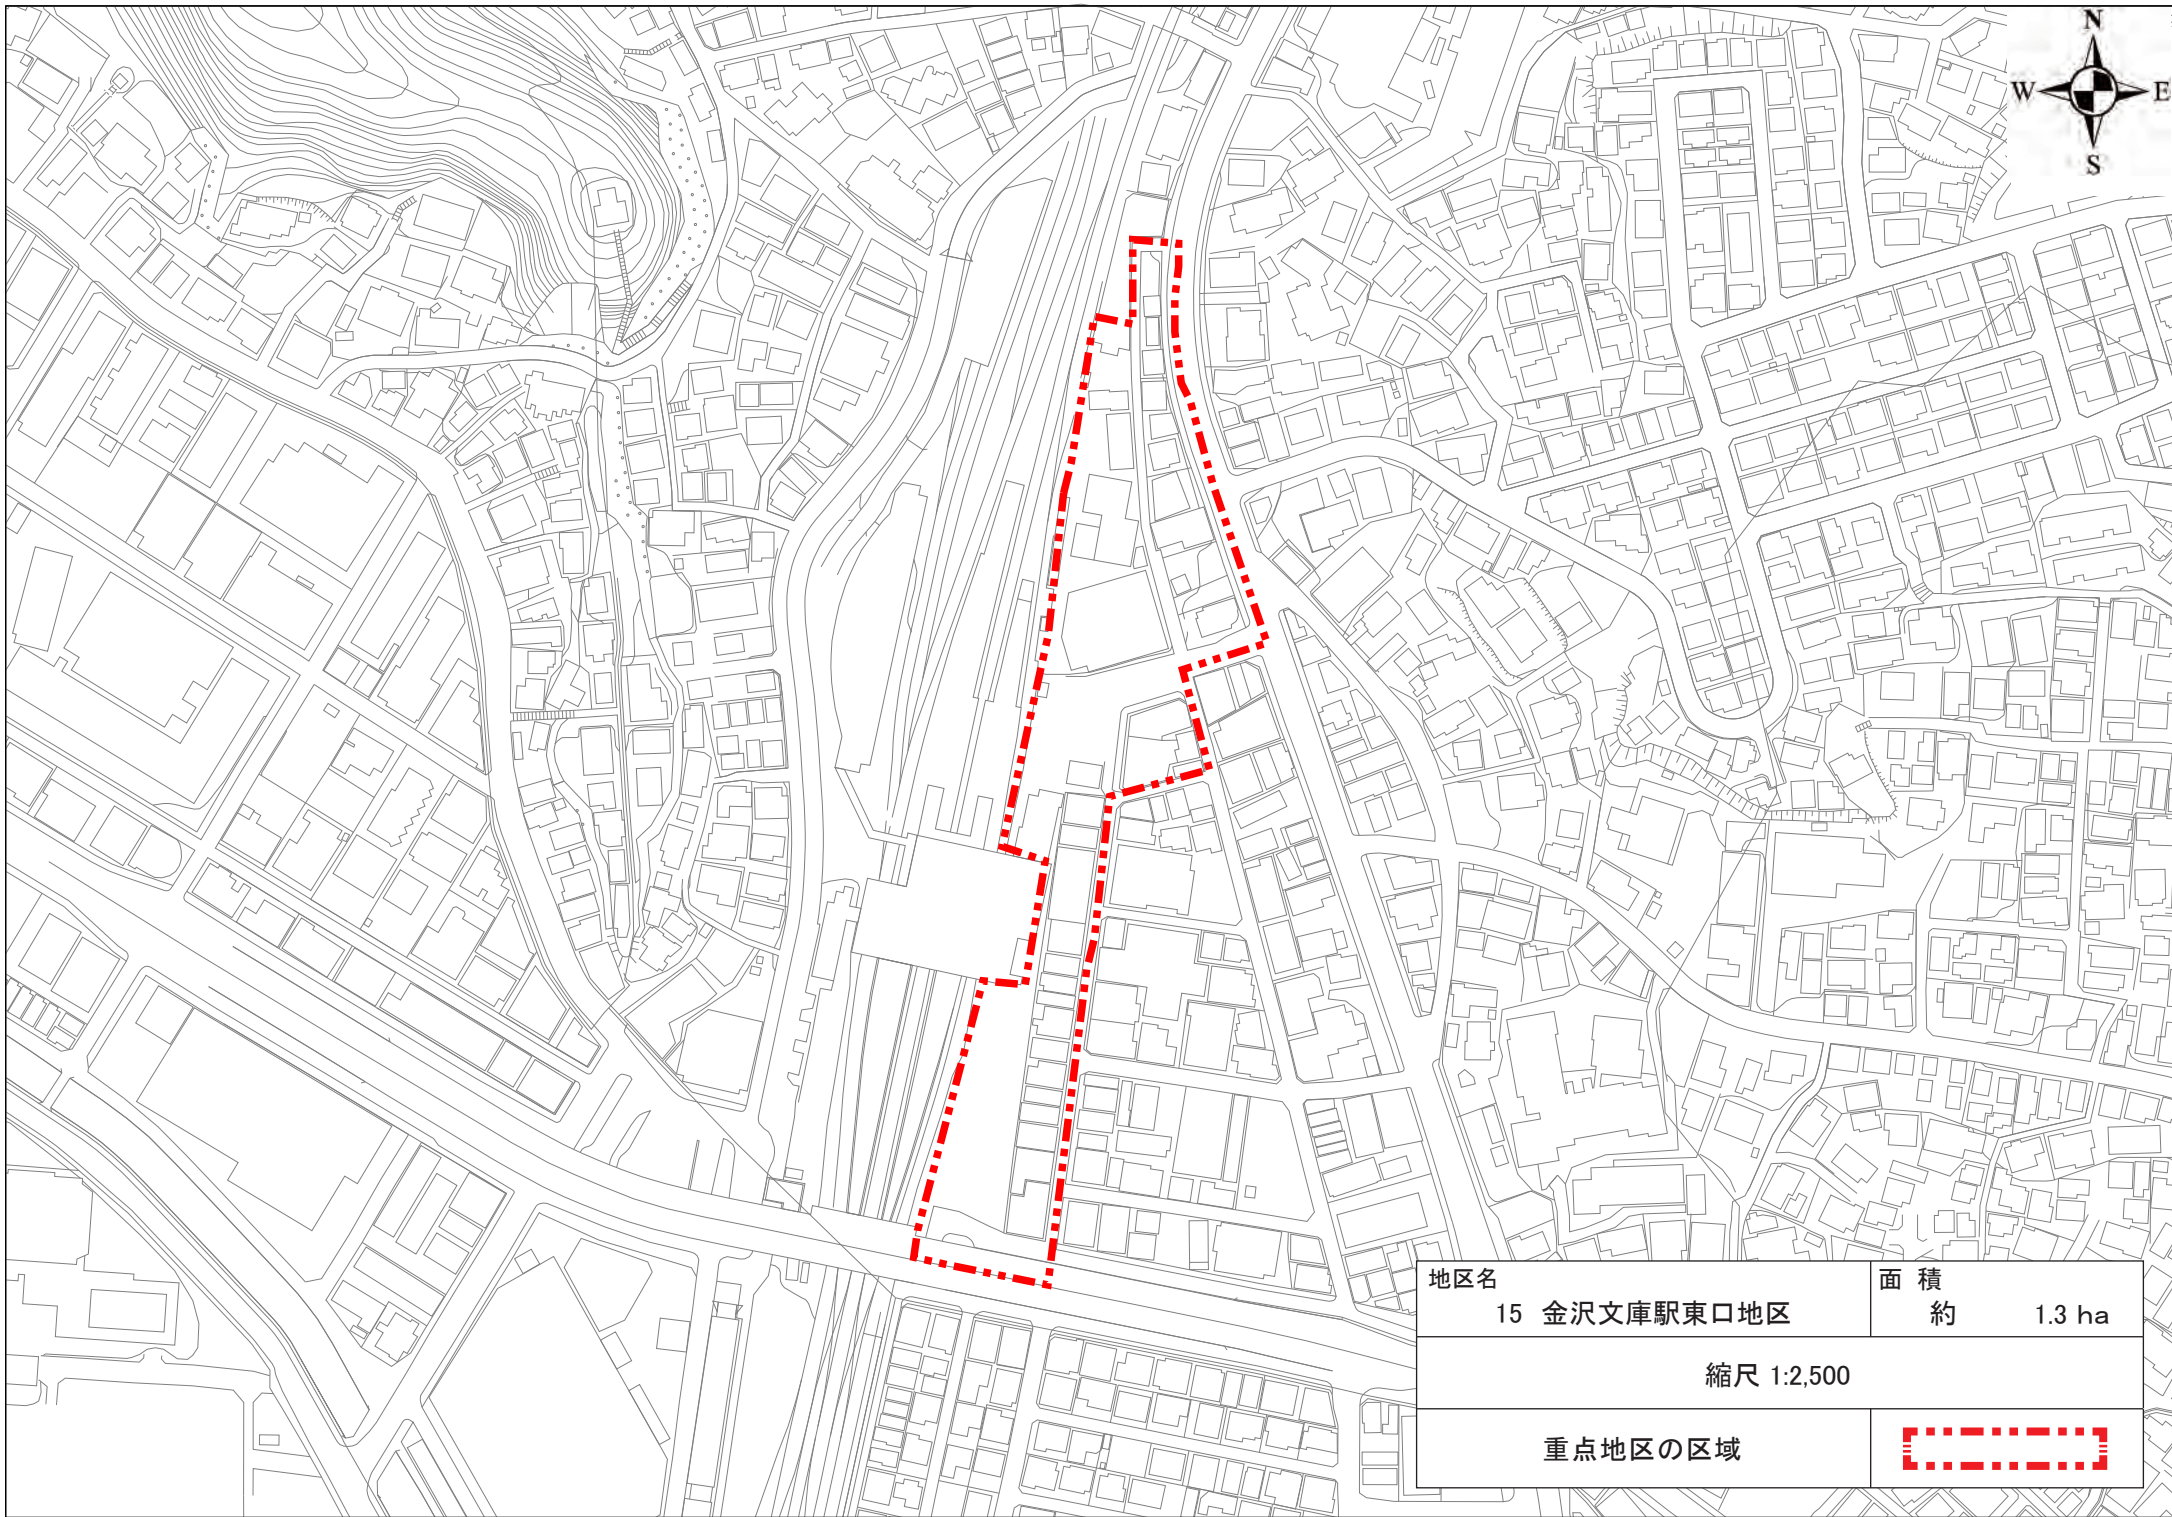 N
W E
S
地区名
15 金沢文庫駅東口地区
面 積
約 1.3 ha
縮尺 1:2,500
重点地区の区域